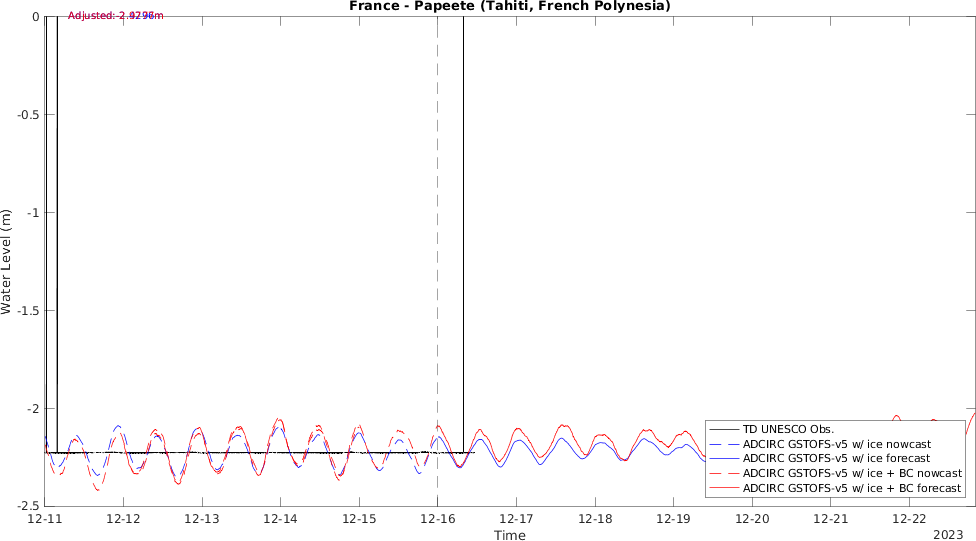 France - Papeete (Tahiti, French Polynesia)
Adjusted:
0
-0.5
-1
-1.5
-2
-2.5
Water Level (m)
TD UNESCO Obs.
ADCIRC GSTOFS-v5 w/ ice nowcast
ADCIRC GSTOFS-v5 w/ ice forecast
ADCIRC GSTOFS-v5 w/ ice + BC nowcast
ADCIRC GSTOFS-v5 w/ ice + BC forecast
12-11 12-12 12-13 12-14 12-15 12-16 12-17 12-18 12-19 12-20 12-21 12-22
Time
2023